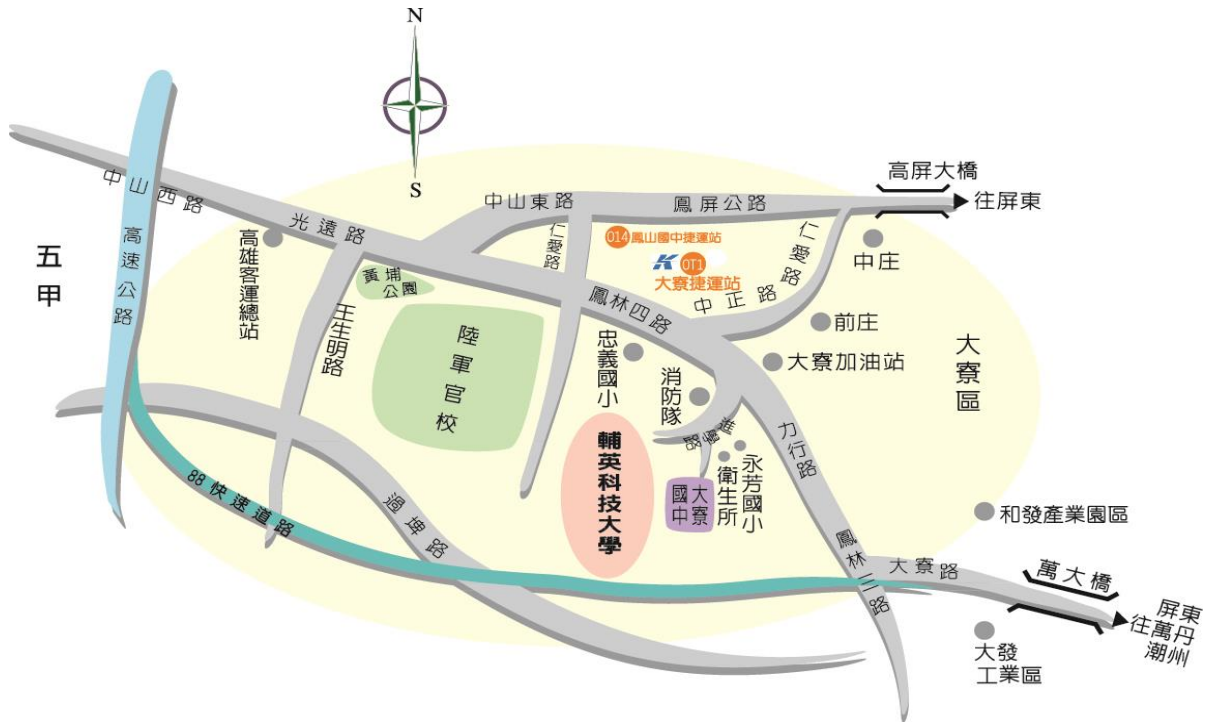 N
S
高屏大橋
往屏東
中山西路
高速公路
五甲
光遠路
高雄客運總站
中山東路
仁愛路
鳳屏公路
O14 鳳山國中捷運站
K OT1
大寮捷運站
仁愛路
中庄
黃埔
公園
王生明路
陸軍官校
鳳林四路
中正路
前庄
大寮加油站
大寮區
忠義國小
消防隊
進學路
力行路
輔英科技大學
大寮
國中
衛生所
永芳國小
88快速道路
過埤路
和發產業園區
鳳林三路
大寮路
萬大橋
屏東
往萬丹
潮州
大發
工業區